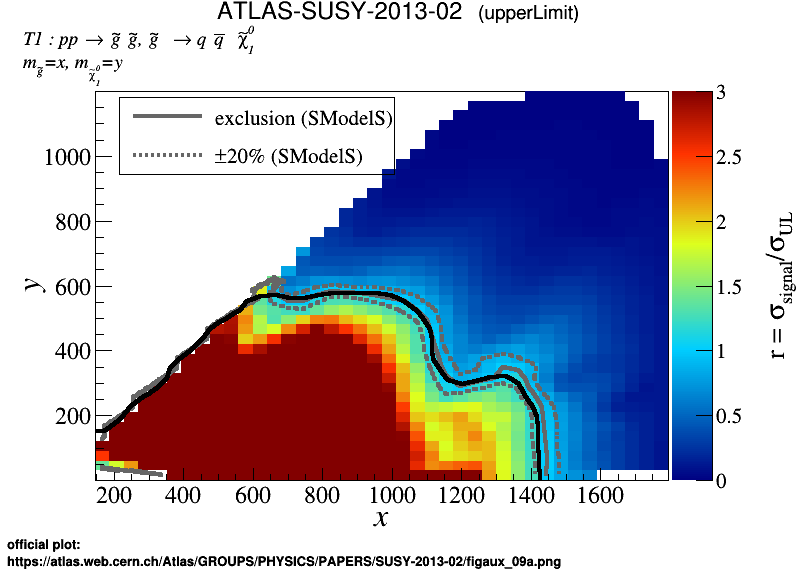 ATLAS-SUSY-2013-02 (upperLimit)
T1 : pp → g̃ g̃, g̃ → q q̅ χ̃₁⁰
m_g̃=x, m_χ̃₁⁰=y
exclusion (SModelS)
±20% (SModelS)
1000
800
600
400
200
y
200 400 600 800 1000 1200 1400 1600
x
3
2.5
2
1.5
1
0.5
0
r = σsignal/σUL
official plot:
https://atlas.web.cern.ch/Atlas/GROUPS/PHYSICS/PAPERS/SUSY-2013-02/figaux_09a.png